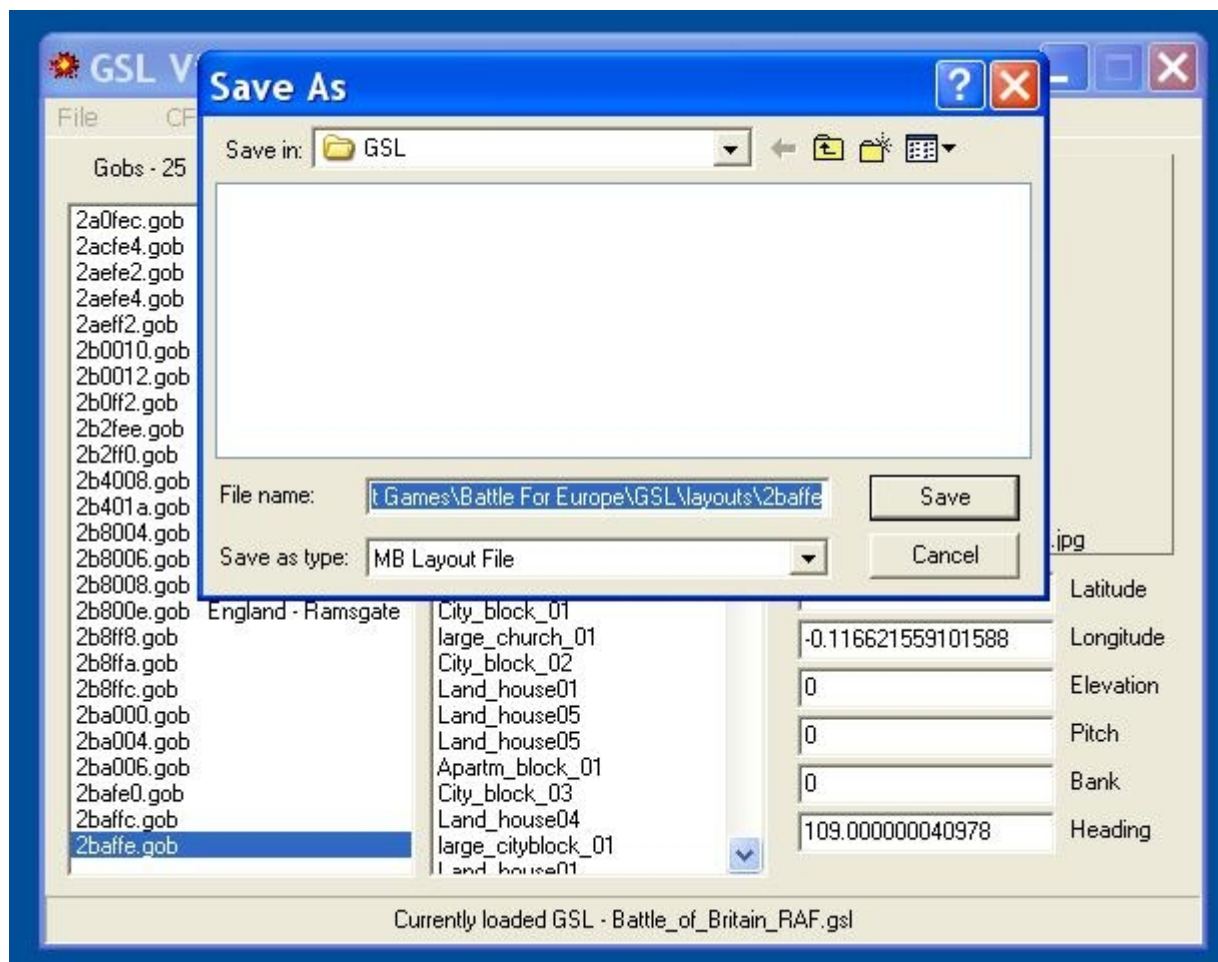 GSL V
Save As
File CF
Save in: GSL
Gobs - 25
2a0fec.gob
2acfe4.gob
2aefe2.gob
2aefe4.gob
2aeff2.gob
2b0010.gob
2b0012.gob
2b0ff2.gob
2b2fee.gob
2b2ff0.gob
2b4008.gob
2b401a.gob
2b8004.gob
2b8006.gob
2b8008.gob
2b800e.gob England - Ramsgate
2b8ff8.gob
2b8ffa.gob
2b8ffc.gob
2ba000.gob
2ba004.gob
2ba006.gob
2bafe0.gob
2baffc.gob
2baffe.gob
File name: t Games\Battle For Europe\GSL\layouts\2baffe Save
Save as type: MB Layout File Cancel
.jpg
City_block_01
large_church_01
City_block_02
Land_house01
Land_house05
Land_house05
Apartm_block_01
City_block_03
Land_house04
large_cityblock_01
Land_house01
Latitude
-0.116621559101588 Longitude
0 Elevation
0 Pitch
0 Bank
109.000000040978 Heading
Currently loaded GSL - Battle_of_Britain_RAF.gsl